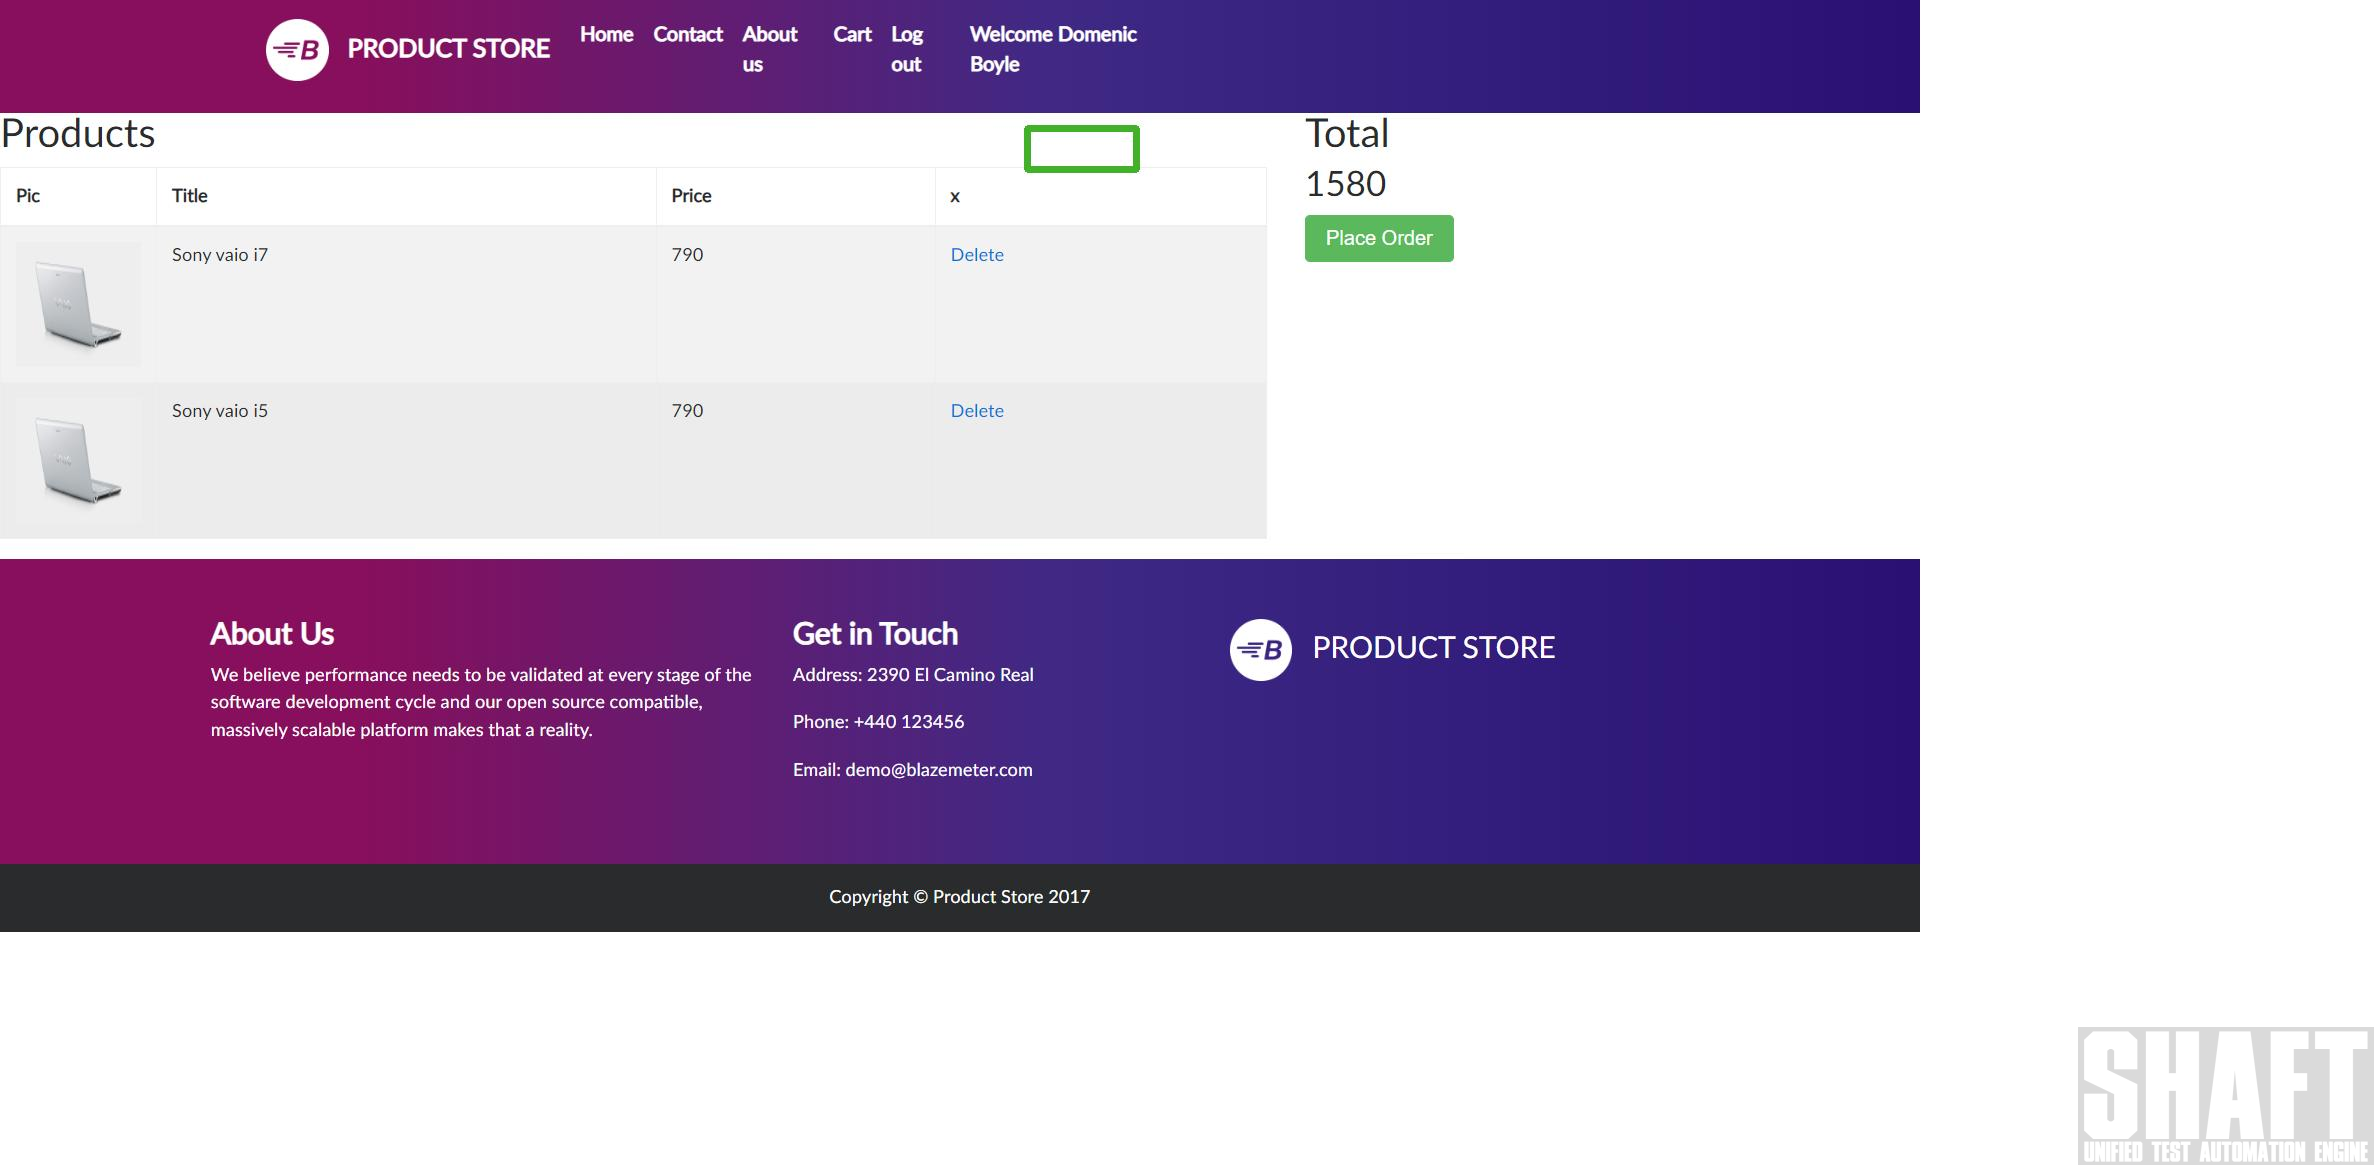 B PRODUCT STORE Home Contact About us Cart Log out Welcome Domenic Boyle
Products
Pic Title Price x
Sony vaio i7 790 Delete
Sony vaio i5 790 Delete
Total
1580
Place Order
About Us
We believe performance needs to be validated at every stage of the
software development cycle and our open source compatible,
massively scalable platform makes that a reality.
Get in Touch
Address: 2390 El Camino Real
Phone: +440 123456
Email: demo@blazemeter.com
B PRODUCT STORE
Copyright © Product Store 2017
SHAFT
UNIFIED TEST AUTOMATION ENGINE